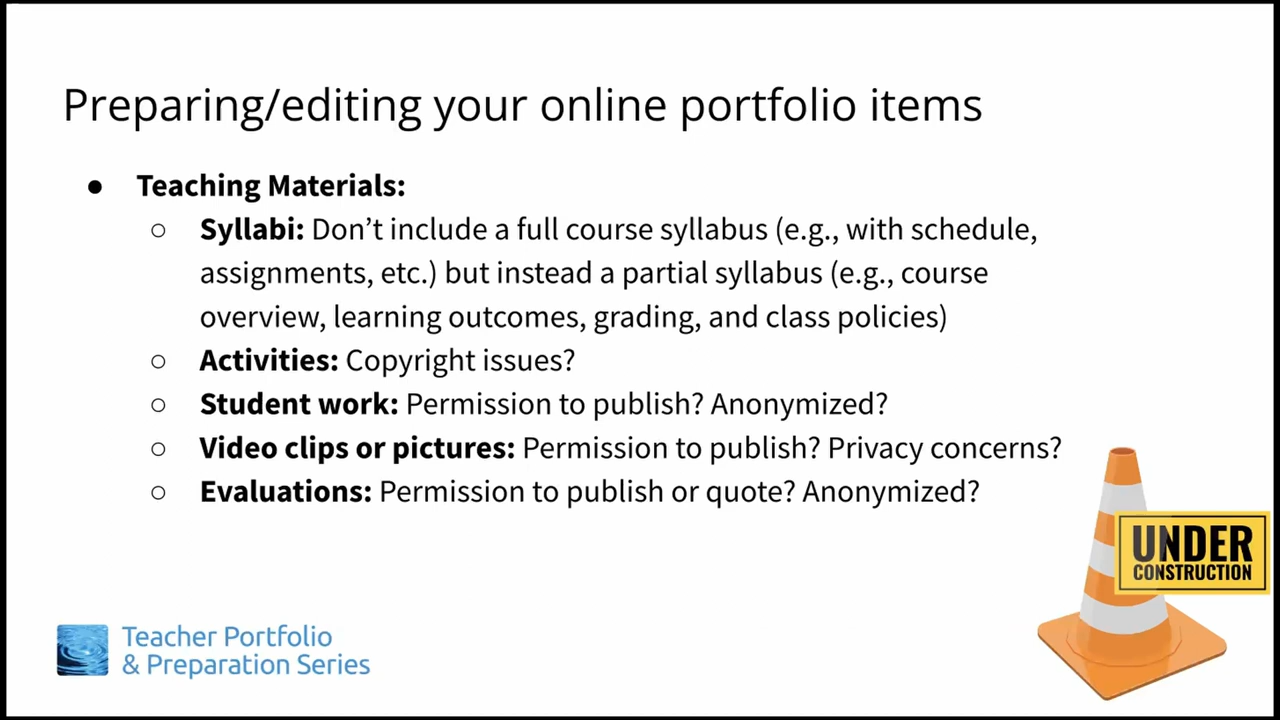 Preparing/editing your online portfolio items
● Teaching Materials:
○ Syllabi: Don’t include a full course syllabus (e.g., with schedule,
assignments, etc.) but instead a partial syllabus (e.g., course
overview, learning outcomes, grading, and class policies)
○ Activities: Copyright issues?
○ Student work: Permission to publish? Anonymized?
○ Video clips or pictures: Permission to publish? Privacy concerns?
○ Evaluations: Permission to publish or quote? Anonymized?
UNDER
CONSTRUCTION
Teacher Portfolio
& Preparation Series